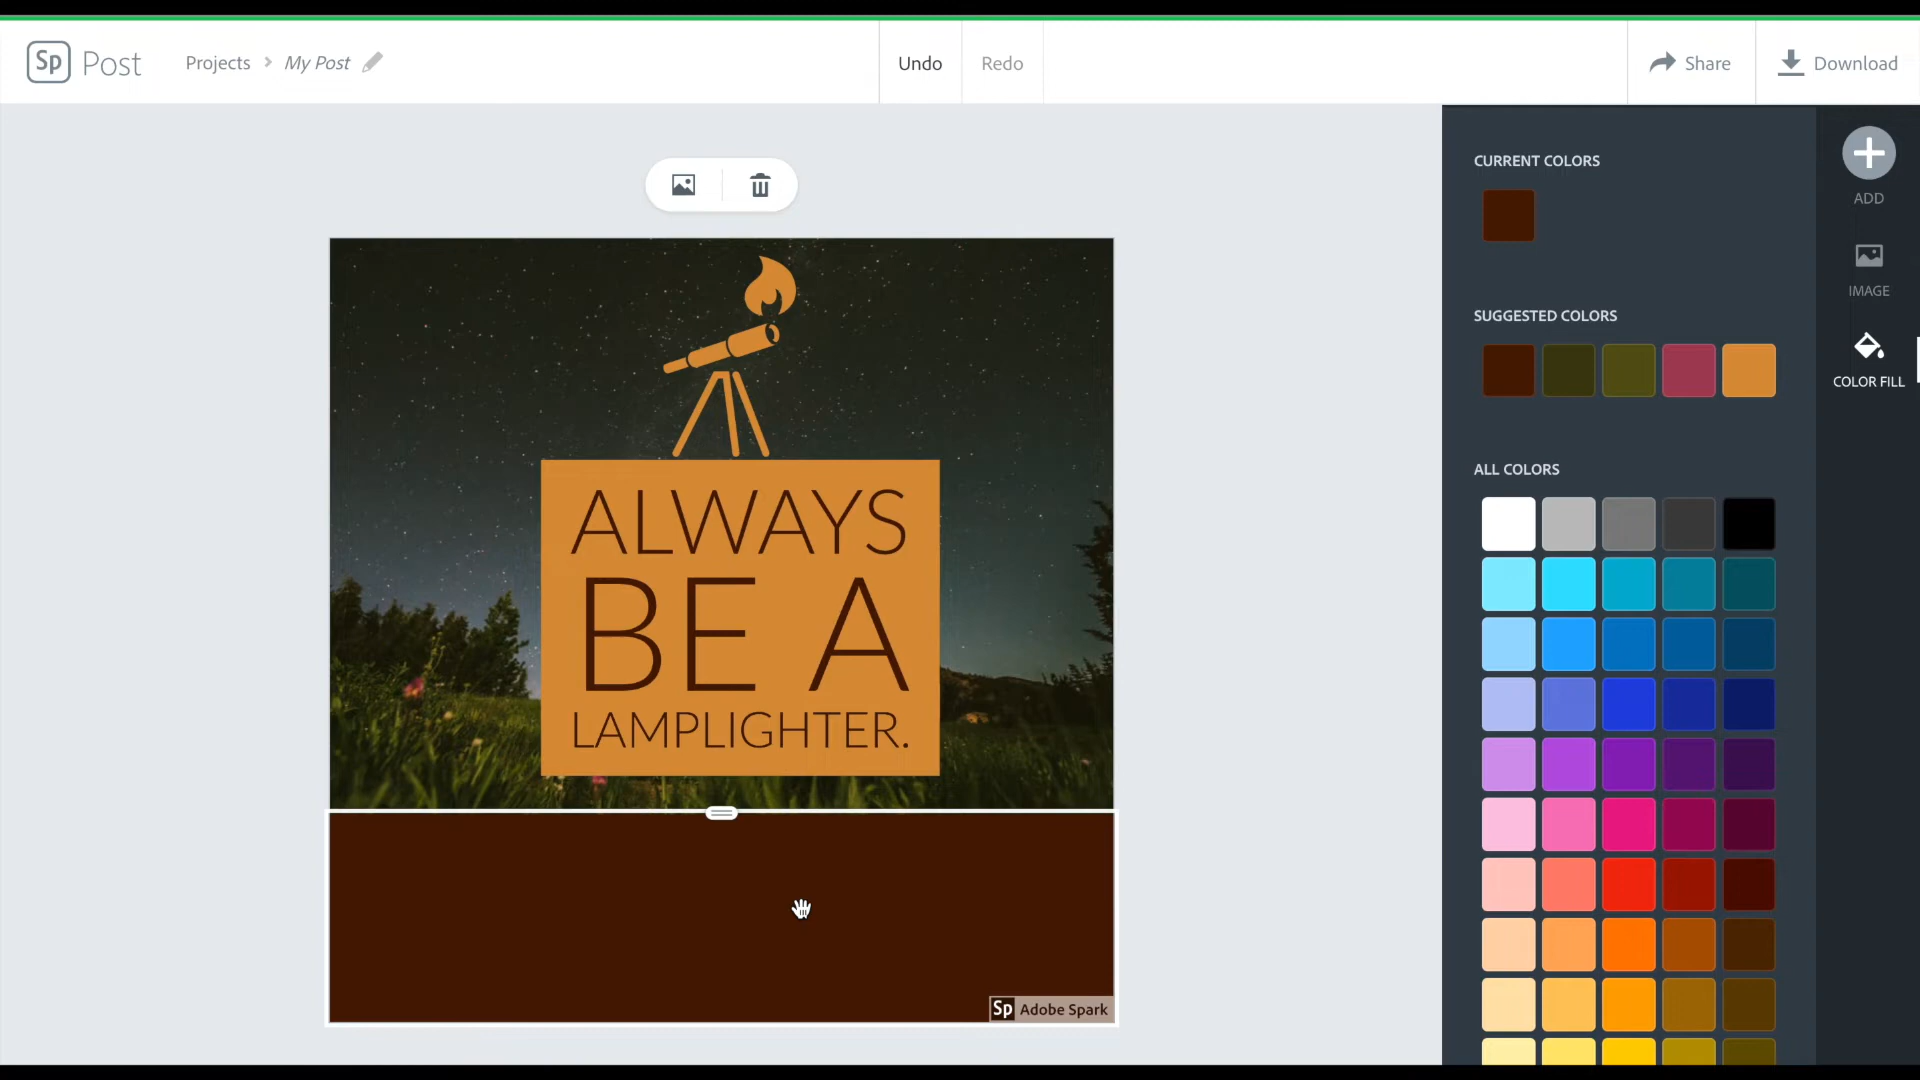 Sp Post Projects > My Post Undo Redo Share Download
CURRENT COLORS
ADD
IMAGE
SUGGESTED COLORS
COLOR FILL
ALL COLORS
ALWAYS
BE A
LAMPLIGHTER.
Sp Adobe Spark